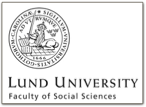 LUND UNIVERSITY
Faculty of Social Sciences